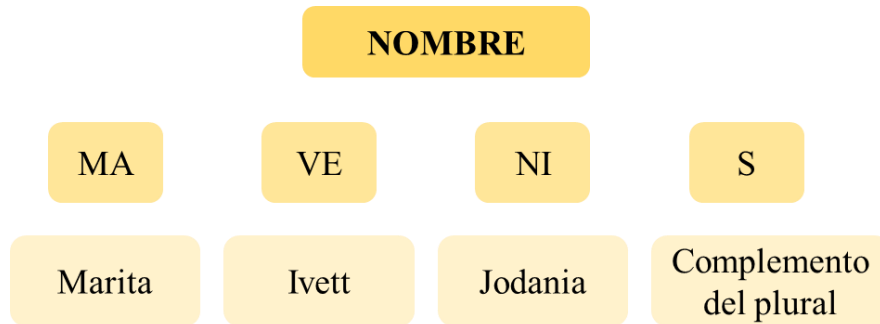 NOMBRE
MA
VE
NI
S
Marita
Ivett
Jodania
Complemento
del plural